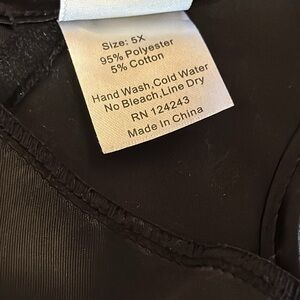 Size: 5X
95% Polyester
5% Cotton
Hand Wash,Cold Water
No Bleach,Line Dry
RN 124243
Made In China